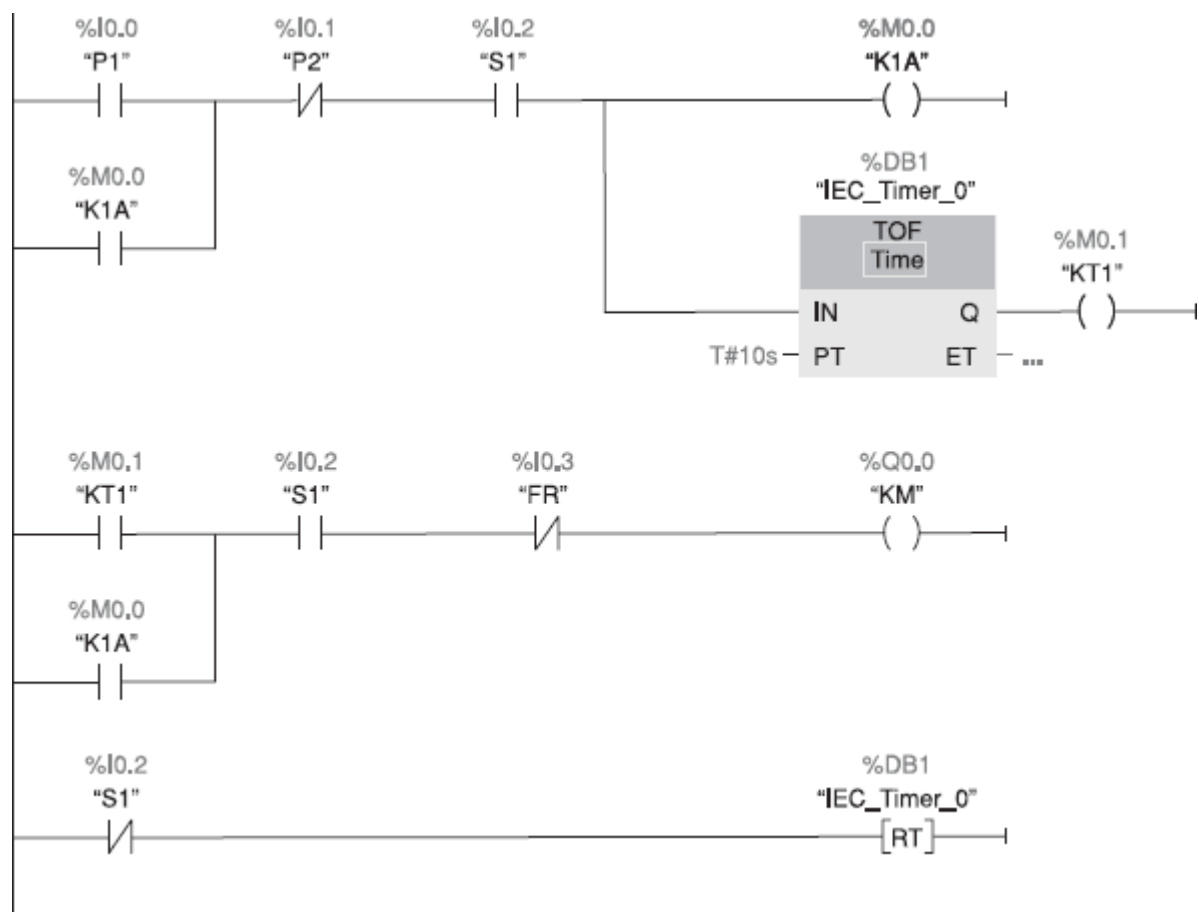 %I0.0 %I0.1 %I0.2 %M0.0
“P1” “P2” “S1” “K1A”
%M0.0 %DB1
“K1A” “IEC_Timer_0”
TOF
Time
%M0.1
“KT1”
IN Q
T#10s PT ET ...
%M0.1 %I0.2 %I0.3 %Q0.0
“KT1” “S1” “FR” “KM”
%M0.0
“K1A”
%I0.2 %DB1
“S1” “IEC_Timer_0”
RT